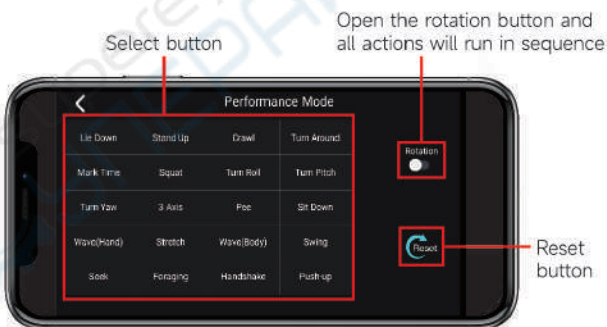 Open the rotation button and
all actions will run in sequence
Select button
Performance Mode
Lie Down Stand Up Crawl Turn Around
Rotation
Mark Time Squat Turn Roll Turn Pitch
Turn Yaw 3 Axis Pee Sit Down
Wave(Hand) Stretch Wave(Body) Swing
Reset
Reset
button
Seek Foraging Handshake Push-up